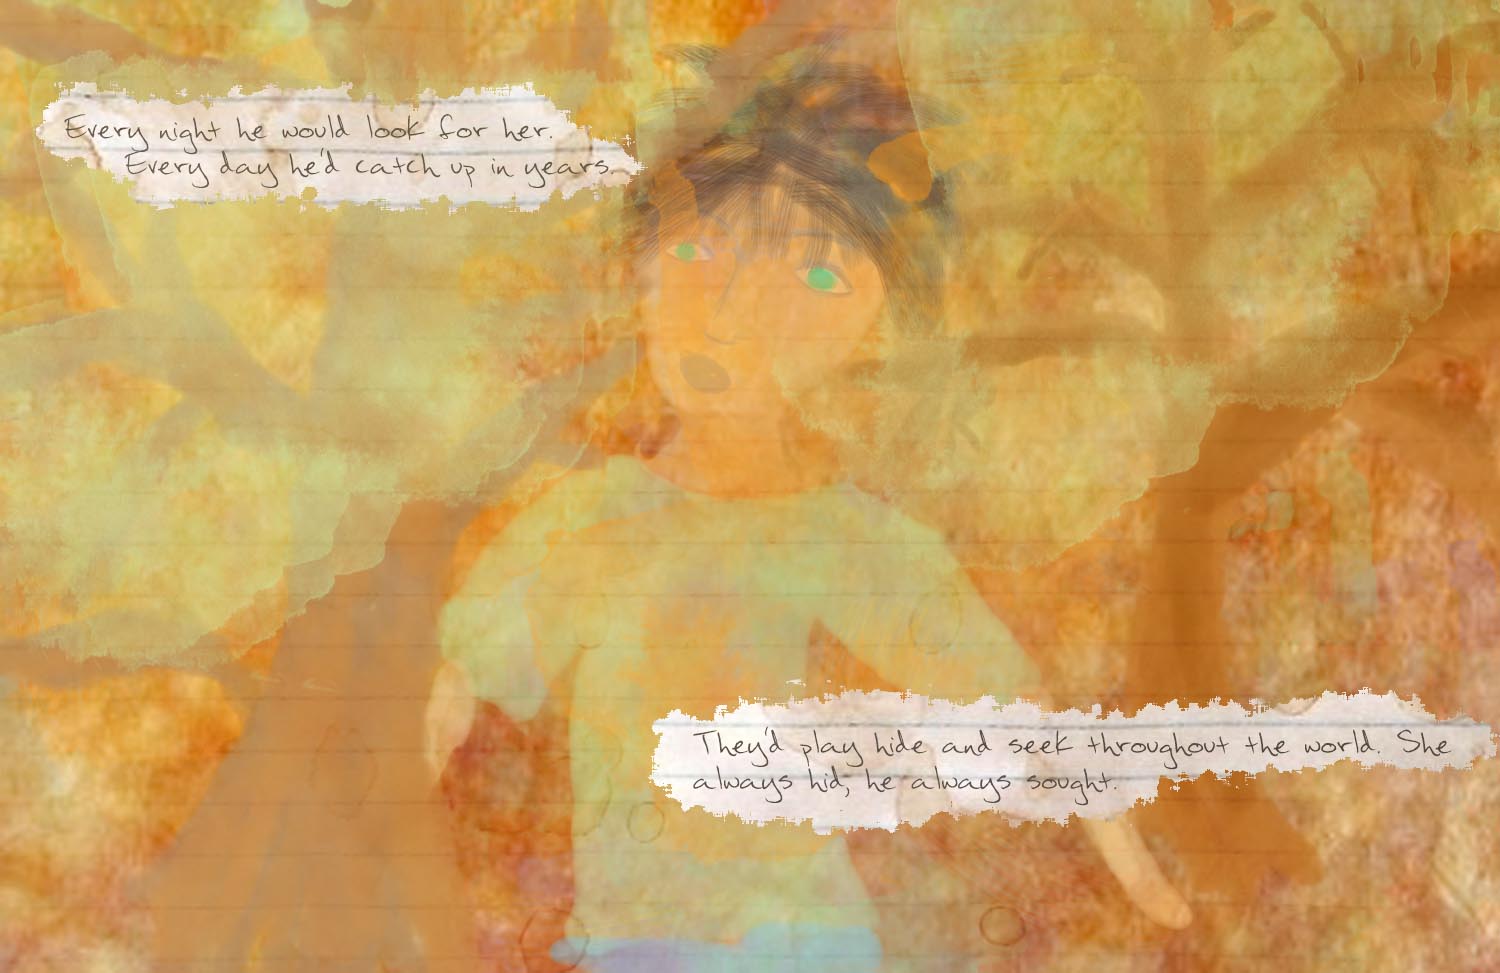 Every night he would look for her.
Every day he'd catch up in years.
They'd play hide and seek throughout the world. She
always hid; he always sought.